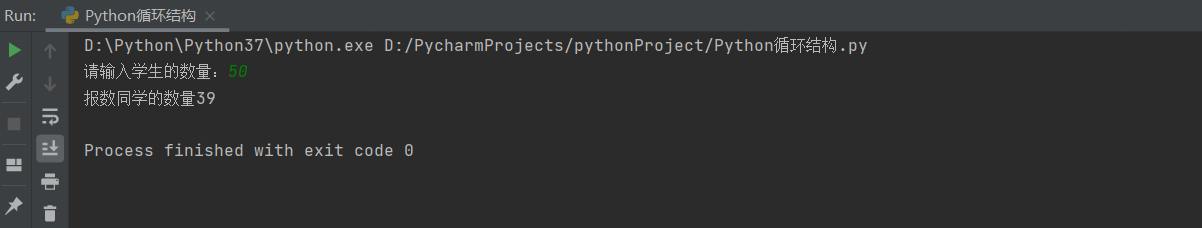 Run: Python循环结构
D:\Python\Python37\python.exe D:/PycharmProjects/pythonProject/Python循环结构.py
请输入学生的数量：50
报数同学的数量39
Process finished with exit code 0